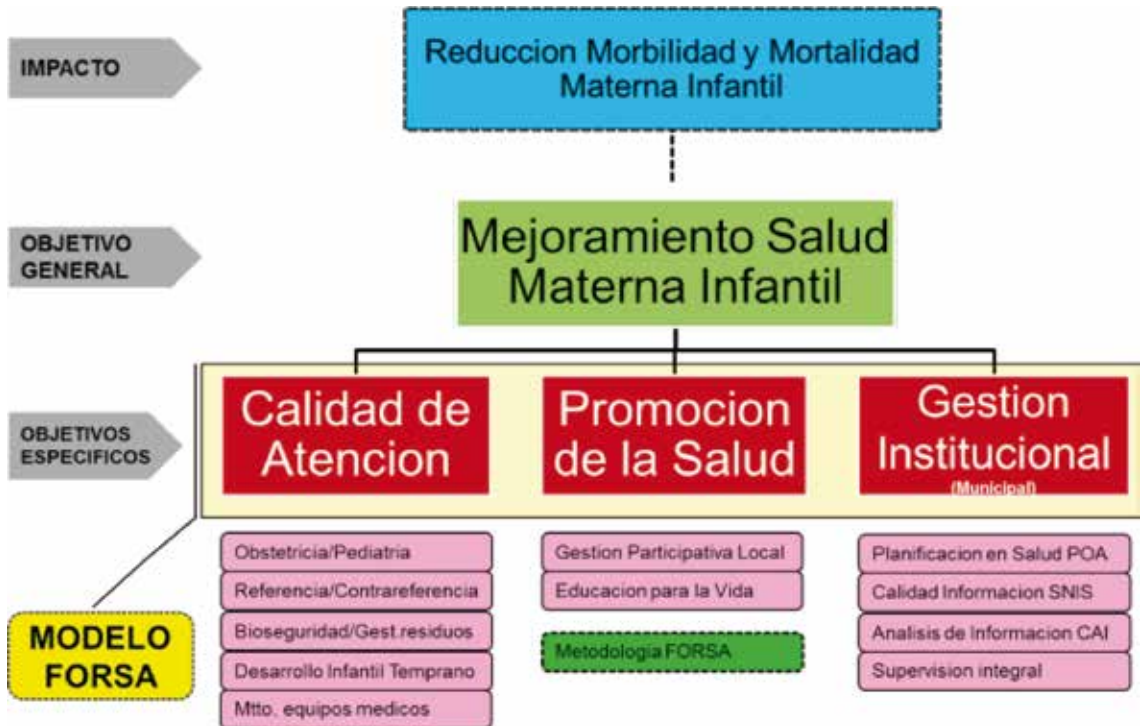 IMPACTO
Reduccion Morbilidad y Mortalidad
Materna Infantil
OBJETIVO
GENERAL
Mejoramiento Salud
Materna Infantil
OBJETIVOS
ESPECIFICOS
Calidad de
Atencion
Promocion
de la Salud
Gestion
Institucional
(Municipal)
MODELO
FORSA
Obstetricia/Pediatria
Referencia/Contrareferencia
Bioseguridad/Gest.residuos
Desarrollo Infantil Temprano
Mtto. equipos medicos
Gestion Participativa Local
Educacion para la Vida
Metodologia FORSA
Planificacion en Salud POA
Calidad Informacion SNIS
Analisis de Informacion CAI
Supervision integral